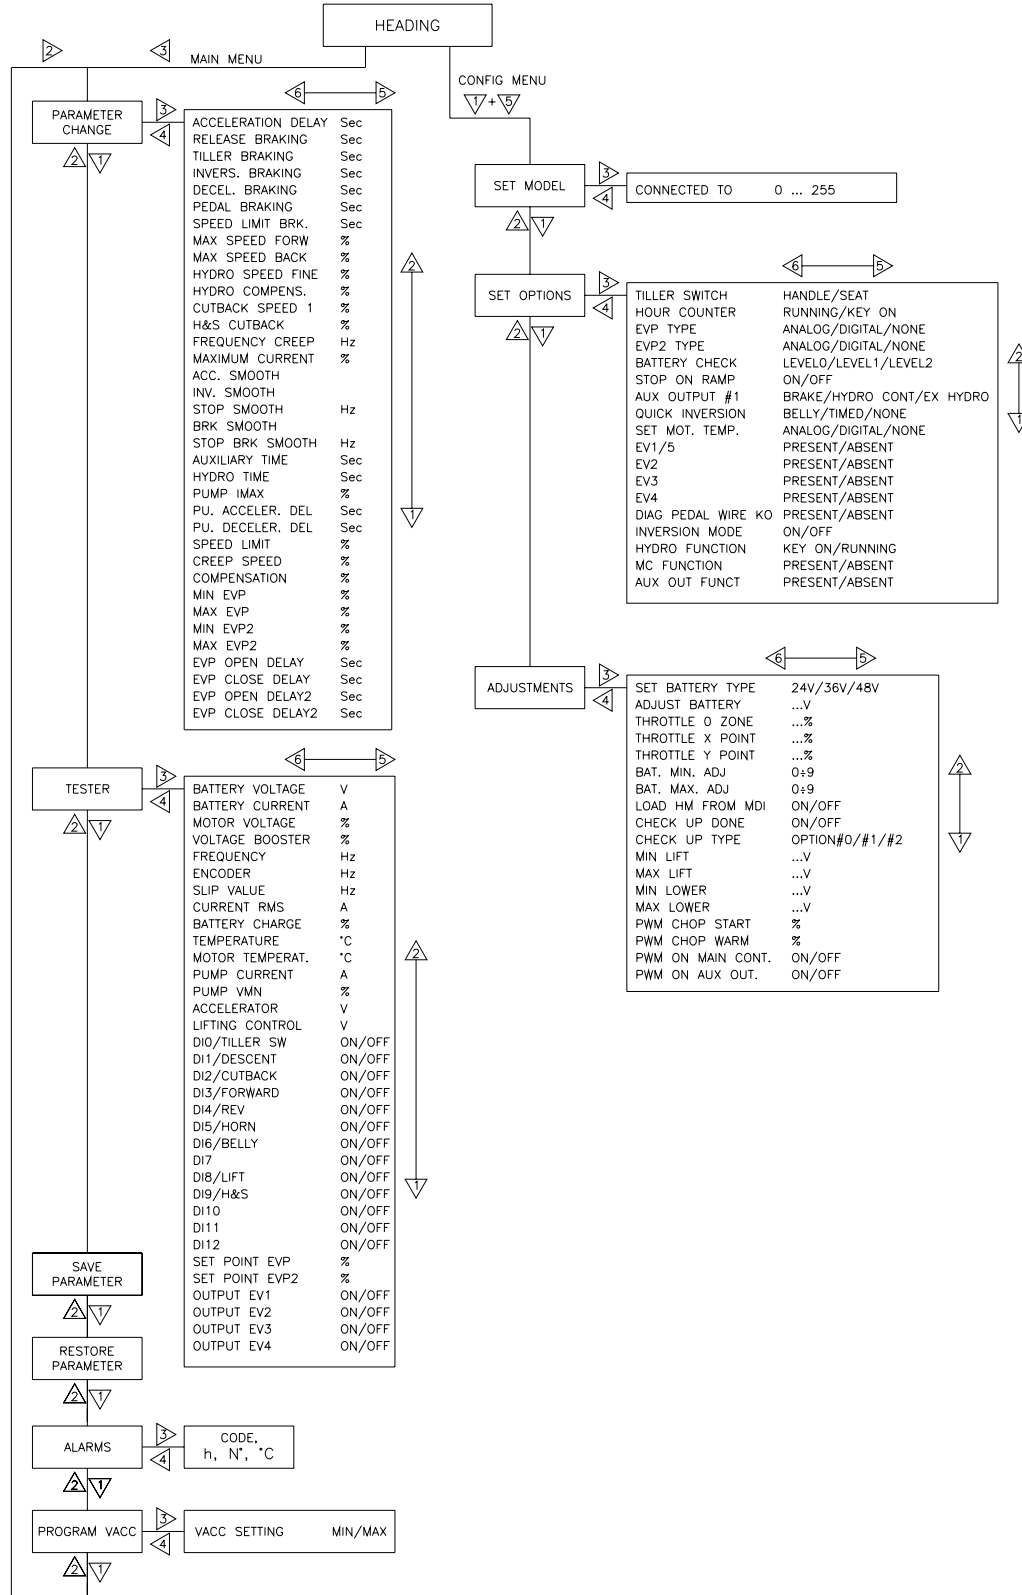 HEADING
2 3 MAIN MENU
CONFIG MENU
1 + 5
PARAMETER
CHANGE
3
4
2 1
6 5
ACCELERATION DELAY Sec
RELEASE BRAKING Sec
TILLER BRAKING Sec
INVERS. BRAKING Sec
DECEL. BRAKING Sec
PEDAL BRAKING Sec
SPEED LIMIT BRK. Sec
MAX SPEED FORW %
MAX SPEED BACK %
HYDRO SPEED FINE %
HYDRO COMPENS. %
CUTBACK SPEED 1 %
H&S CUTBACK %
FREQUENCY CREEP Hz
MAXIMUM CURRENT %
ACC. SMOOTH
INV. SMOOTH
STOP SMOOTH Hz
BRK SMOOTH
STOP BRK SMOOTH Hz
AUXILIARY TIME Sec
HYDRO TIME Sec
PUMP IMAX %
PU. ACCELER. DEL Sec
PU. DECELER. DEL Sec
SPEED LIMIT %
CREEP SPEED %
COMPENSATION %
MIN EVP %
MAX EVP %
MIN EVP2 %
MAX EVP2 %
EVP OPEN DELAY Sec
EVP CLOSE DELAY Sec
EVP OPEN DELAY2 Sec
EVP CLOSE DELAY2 Sec
2
1
SET MODEL
3
4
2 1
CONNECTED TO 0 ... 255
SET OPTIONS
3
4
2 1
6 5
TILLER SWITCH HANDLE/SEAT
HOUR COUNTER RUNNING/KEY ON
EVP TYPE ANALOG/DIGITAL/NONE
EVP2 TYPE ANALOG/DIGITAL/NONE
BATTERY CHECK LEVEL0/LEVEL1/LEVEL2
STOP ON RAMP ON/OFF
AUX OUTPUT #1 BRAKE/HYDRO CONT/EX HYDRO
QUICK INVERSION BELLY/TIMED/NONE
SET MOT. TEMP. ANALOG/DIGITAL/NONE
EV1/5 PRESENT/ABSENT
EV2 PRESENT/ABSENT
EV3 PRESENT/ABSENT
EV4 PRESENT/ABSENT
DIAG PEDAL WIRE KO PRESENT/ABSENT
INVERSION MODE ON/OFF
HYDRO FUNCTION KEY ON/RUNNING
MC FUNCTION PRESENT/ABSENT
AUX OUT FUNCT PRESENT/ABSENT
2
1
ADJUSTMENTS
3
4
6 5
SET BATTERY TYPE 24V/36V/48V
ADJUST BATTERY ...V
THROTTLE 0 ZONE ...%
THROTTLE X POINT ...%
THROTTLE Y POINT ...%
BAT. MIN. ADJ 0÷9
BAT. MAX. ADJ 0÷9
LOAD HM FROM MDI ON/OFF
CHECK UP DONE ON/OFF
CHECK UP TYPE OPTION#0/#1/#2
MIN LIFT ...V
MAX LIFT ...V
MIN LOWER ...V
MAX LOWER ...V
PWM CHOP START %
PWM CHOP WARM %
PWM ON MAIN CONT. ON/OFF
PWM ON AUX OUT. ON/OFF
2
1
TESTER
3
4
2 1
6 5
BATTERY VOLTAGE V
BATTERY CURRENT A
MOTOR VOLTAGE %
VOLTAGE BOOSTER %
FREQUENCY Hz
ENCODER Hz
SLIP VALUE Hz
CURRENT RMS A
BATTERY CHARGE %
TEMPERATURE °C
MOTOR TEMPERAT. °C
PUMP CURRENT A
PUMP VMN %
ACCELERATOR V
LIFTING CONTROL V
DI0/TILLER SW ON/OFF
DI1/DESCENT ON/OFF
DI2/CUTBACK ON/OFF
DI3/FORWARD ON/OFF
DI4/REV ON/OFF
DI5/HORN ON/OFF
DI6/BELLY ON/OFF
DI7 ON/OFF
DI8/LIFT ON/OFF
DI9/H&S ON/OFF
DI10 ON/OFF
DI11 ON/OFF
DI12 ON/OFF
SET POINT EVP %
SET POINT EVP2 %
OUTPUT EV1 ON/OFF
OUTPUT EV2 ON/OFF
OUTPUT EV3 ON/OFF
OUTPUT EV4 ON/OFF
2
1
SAVE
PARAMETER
2 1
RESTORE
PARAMETER
2 1
ALARMS
3
4
CODE,
h, N°, °C
2 1
PROGRAM VACC
3
4
VACC SETTING MIN/MAX
2 1